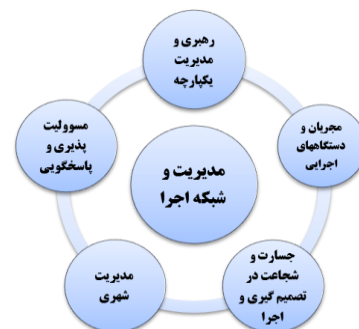 رهبری و
مدیریت
یکپارچه
مجریان و
دستگاههای
اجرایی
جسارت و
شجاعت در
تصمیم گیری و
اجرا
مدیریت
شهری
مسوولیت
پذیری و
پاسخگویی
مدیریت و
شبکه اجرا